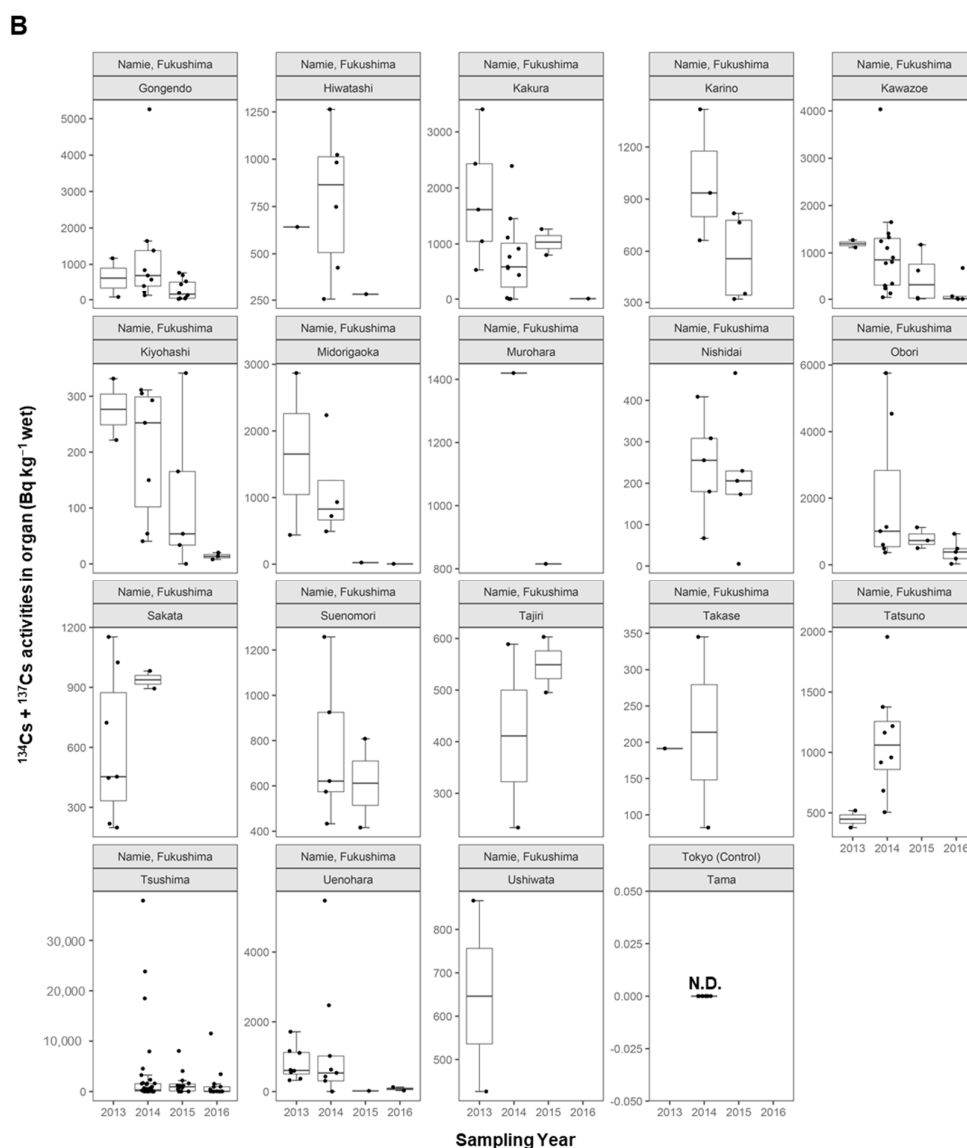 B
Namie, Fukushima
Gongendo
5000
4000
3000
2000
1000
0
Namie, Fukushima
Hiwatashi
1250
1000
750
500
250
Namie, Fukushima
Kakura
3000
2000
1000
0
Namie, Fukushima
Karino
1200
900
600
300
Namie, Fukushima
Kawazoe
4000
3000
2000
1000
0
Namie, Fukushima
Kiyohashi
300
200
100
0
Namie, Fukushima
Midorigaoka
3000
2000
1000
0
Namie, Fukushima
Murohara
1400
1200
1000
800
Namie, Fukushima
Nishidai
400
300
200
100
0
Namie, Fukushima
Obori
6000
4000
2000
0
Namie, Fukushima
Sakata
1200
900
600
300
Namie, Fukushima
Suenomori
1200
1000
800
600
400
Namie, Fukushima
Tajiri
600
500
400
300
Namie, Fukushima
Takase
350
300
250
200
150
100
Namie, Fukushima
Tatsuno
2000
1500
1000
500
2013 2014 2015 2016
Namie, Fukushima
Tsushima
30,000
20,000
10,000
0
2013 2014 2015 2016
Namie, Fukushima
Uenohara
4000
2000
0
2013 2014 2015 2016
Namie, Fukushima
Ushiwata
800
700
600
500
2013 2014 2015 2016
Tokyo (Control)
Tama
0.050
0.025
0.000
-0.025
-0.050
N.D.
2013 2014 2015 2016
¹³⁴Cs + ¹³⁷Cs activities in organ (Bq kg⁻¹ wet)
Sampling Year